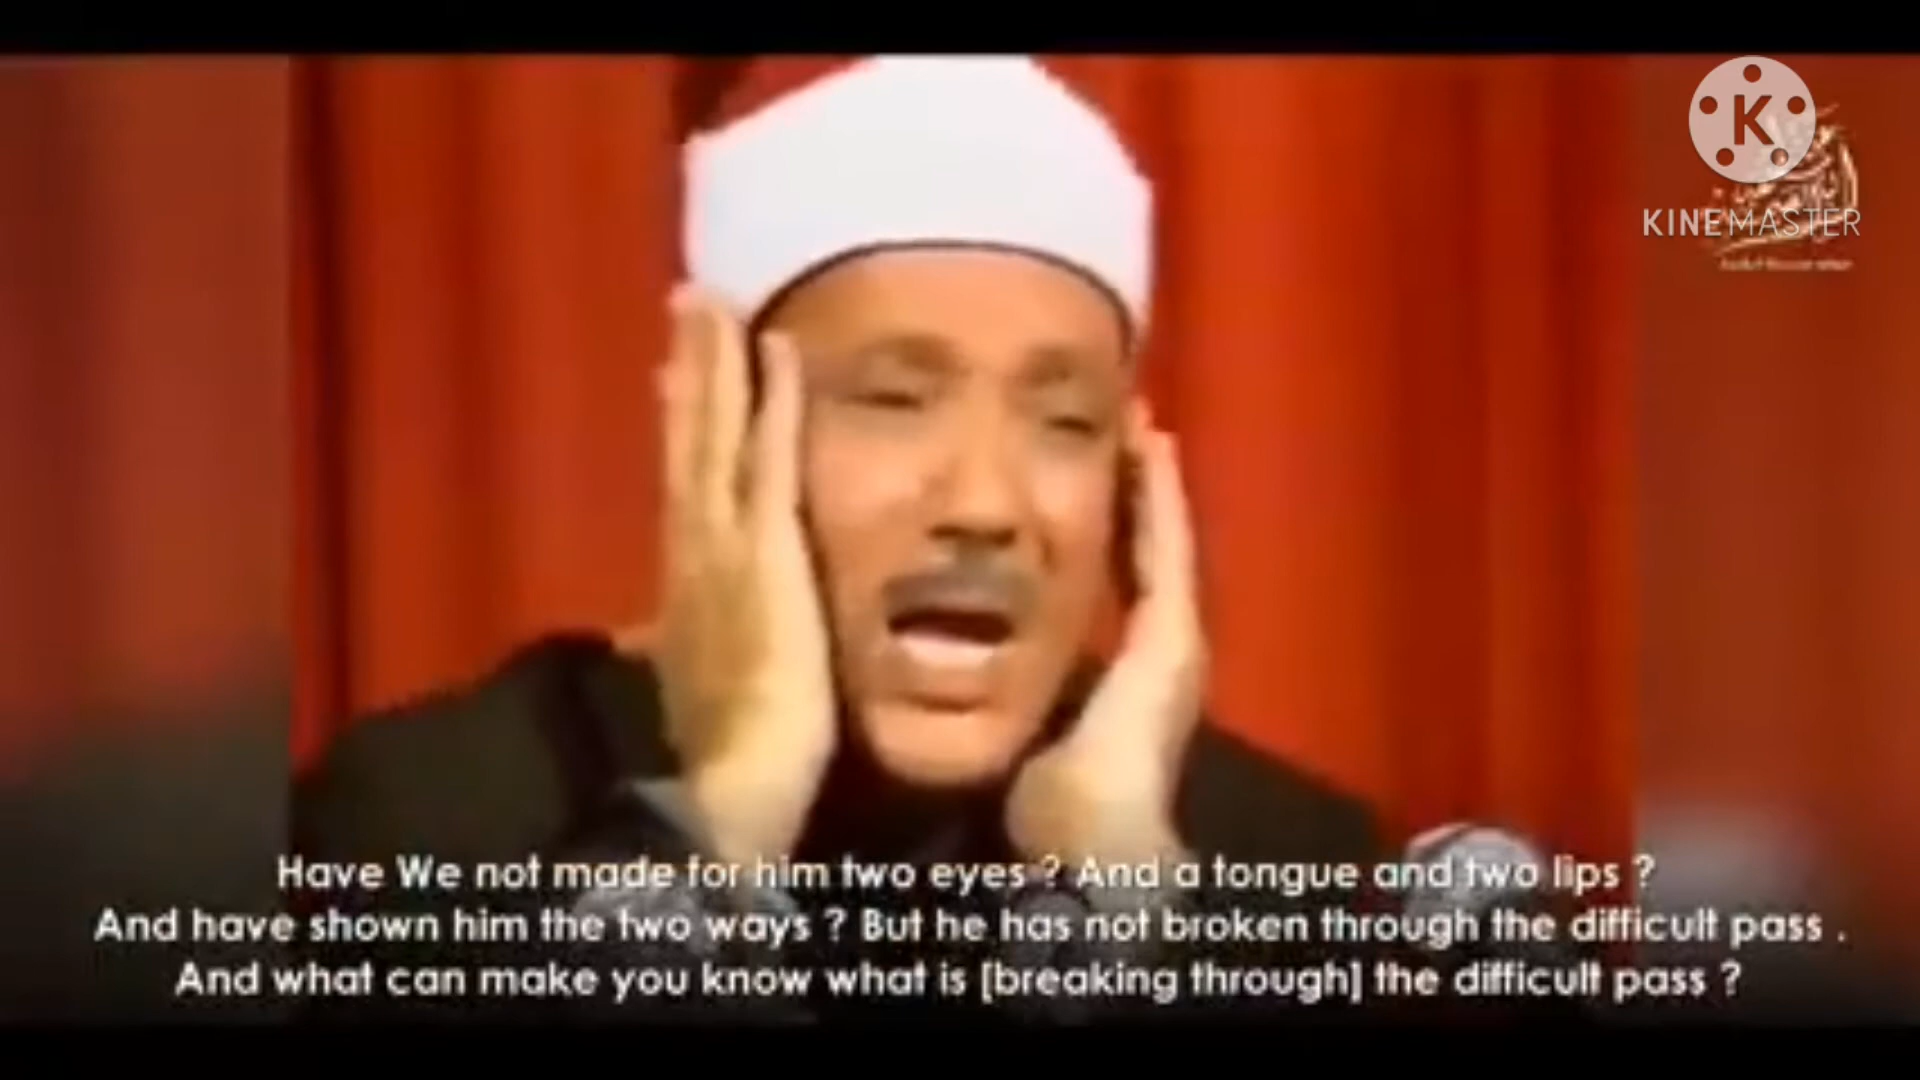 K
KINEMASTER
Have We not made for him two eyes ? And a tongue and two lips ?
And have shown him the two ways ? But he has not broken through the difficult pass .
And what can make you know what is [breaking through] the difficult pass ?